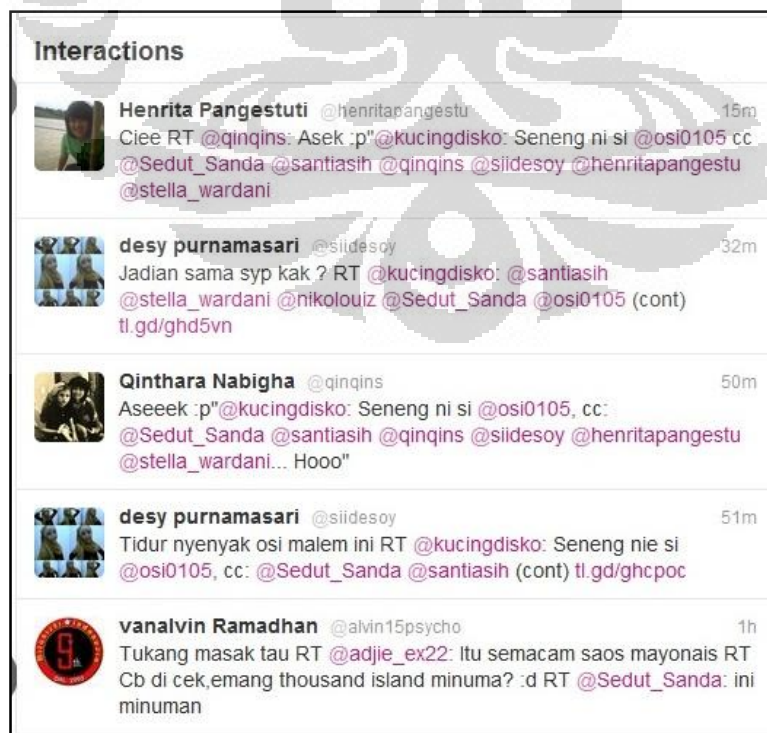 Interactions
Henrita Pangestuti @henritapangestu 15m
Ciee RT @qinqins: Asek :p"@kucingdisko: Seneng ni si @osi0105 cc
@Sedut_Sanda @santiasih @qinqins @siidesoy @henritapangestu
@stella_wardani
desy purnamasari @siidesoy 32m
Jadian sama syp kak ? RT @kucingdisko: @santiasih
@stella_wardani @nikolouiz @Sedut_Sanda @osi0105 (cont)
tl.gd/ghd5vn
Qinthara Nabigha @qinqins 50m
Aseeek :p"@kucingdisko: Seneng ni si @osi0105, cc:
@Sedut_Sanda @santiasih @qinqins @siidesoy @henritapangestu
@stella_wardani... Hooo"
desy purnamasari @siidesoy 51m
Tidur nyenyak osi malem ini RT @kucingdisko: Seneng nie si
@osi0105, cc: @Sedut_Sanda @santiasih (cont) tl.gd/ghcpoc
vanalvin Ramadhan @alvin15psycho 1h
Tukang masak tau RT @adjie_ex22: Itu semacam saos mayonais RT
Cb di cek,emang thousand island minuma? :d RT @Sedut_Sanda: ini
minuman